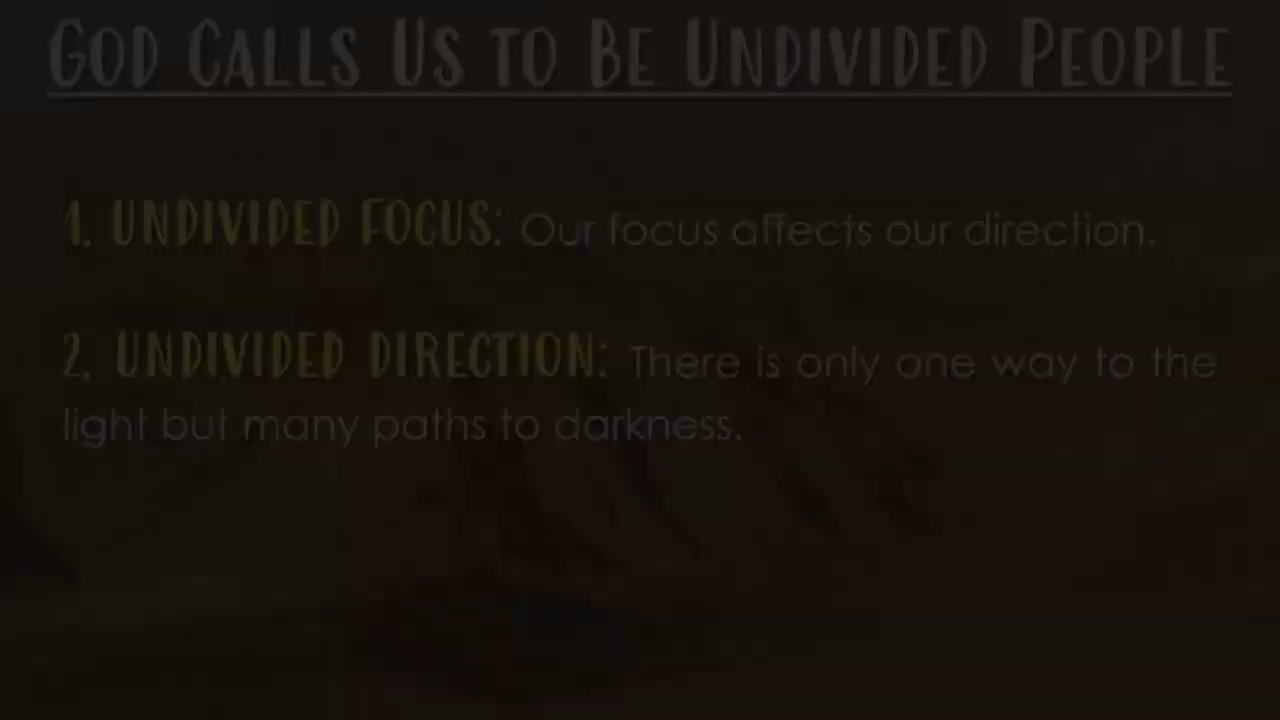 God Calls Us to Be Undivided People
1. UNDIVIDED FOCUS: Our focus affects our direction.
2. UNDIVIDED DIRECTION: There is only one way to the
light but many paths to darkness.